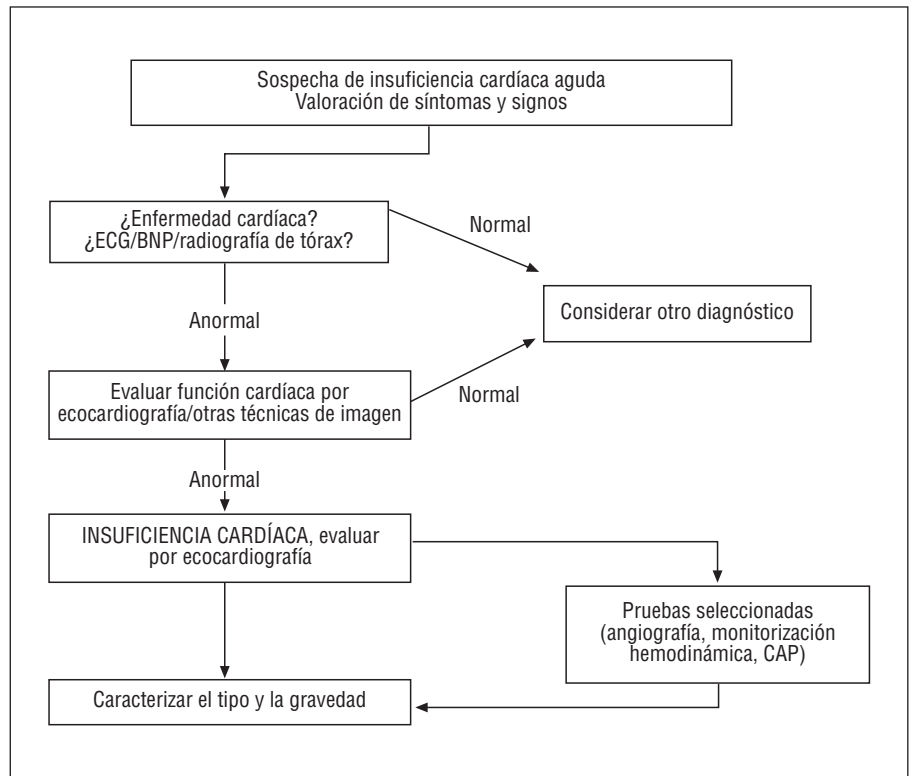 Sospecha de insuficiencia cardíaca aguda
Valoración de síntomas y signos
¿Enfermedad cardíaca?
¿ECG/BNP/radiografía de tórax?
Normal
Considerar otro diagnóstico
Anormal
Evaluar función cardíaca por
ecocardiografía/otras técnicas de imagen
Normal
Anormal
INSUFICIENCIA CARDÍACA, evaluar
por ecocardiografía
Pruebas seleccionadas
(angiografía, monitorización
hemodinámica, CAP)
Caracterizar el tipo y la gravedad